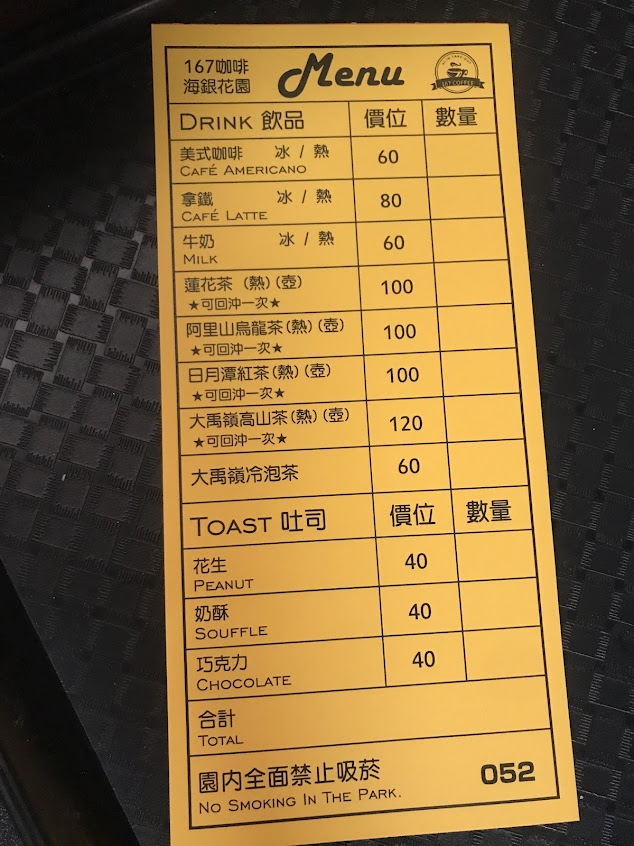 167咖啡
海銀花園
Menu
167 COFFEE
DRINK 飲品 價位 數量
美式咖啡 冰 / 熱 60
CAFÉ AMERICANO
拿鐵 冰 / 熱 80
CAFÉ LATTE
牛奶 冰 / 熱 60
MILK
蓮花茶 (熱)(壺) 100
★可回沖一次★
阿里山烏龍茶(熱)(壺) 100
★可回沖一次★
日月潭紅茶(熱)(壺) 100
★可回沖一次★
大禹嶺高山茶(熱)(壺) 120
★可回沖一次★
大禹嶺冷泡茶 60
TOAST 吐司 價位 數量
花生 40
PEANUT
奶酥 40
SOUFFLE
巧克力 40
CHOCOLATE
合計
TOTAL
園內全面禁止吸菸
NO SMOKING IN THE PARK.
052